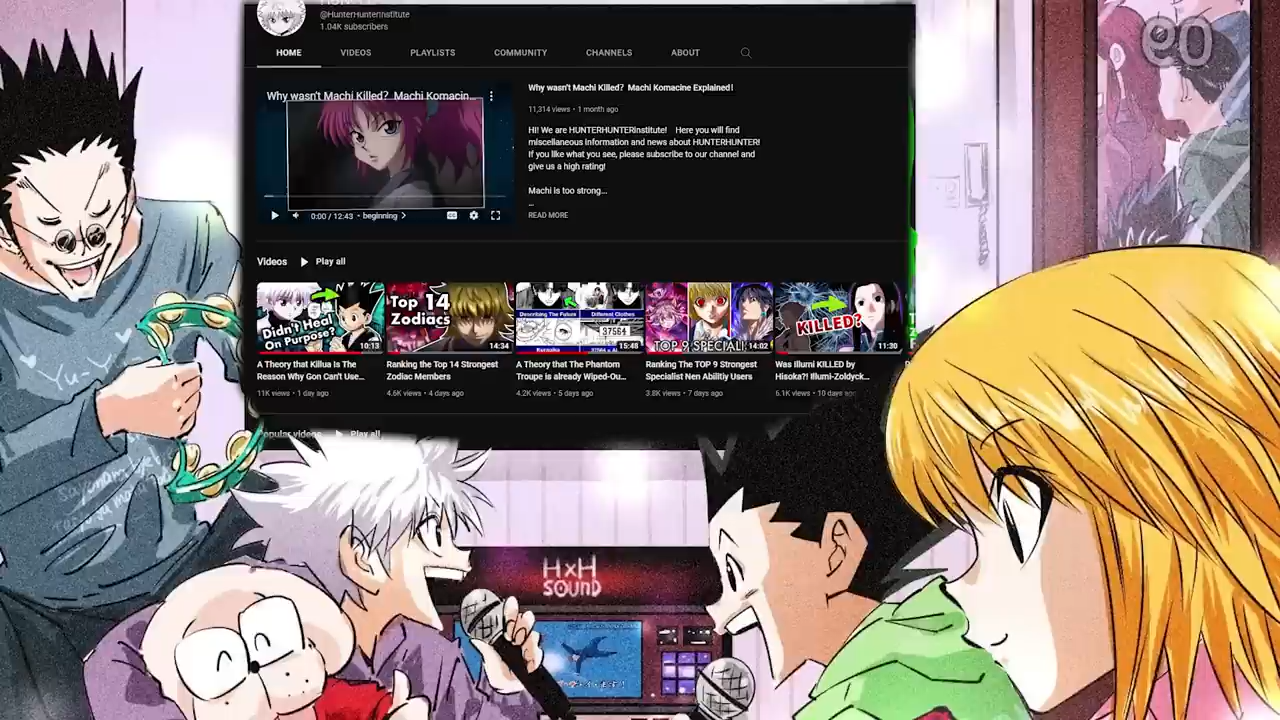 @HunterHunterInstitute
1.04K subscribers
HOME VIDEOS PLAYLISTS COMMUNITY CHANNELS ABOUT
Why wasn't Machi Killed? Machi Komacin...
Why wasn't Machi Killed? Machi Komacine Explained!
11,314 views • 1 month ago
HI! We are HUNTERHUNTERinstitute! Here you will find
miscellaneous information and news about HUNTERHUNTER!
If you like what you see, please subscribe to our channel and
give us a high rating!
Machi is too strong...
...
READ MORE
0:00 / 12:43 • beginning
Videos Play all
Didn't Heal
On Purpose?
10:13
Top 14
Zodiacs
14:34
Describing The Future Different Clothes
37564
15:48
TOP 9 SPECIALI
14:02
KILLED?
11:30
A Theory that Killua Is The
Reason Why Gon Can't Use...
11K views • 1 day ago
Ranking the Top 14 Strongest
Zodiac Members
4.6K views • 4 days ago
A Theory that The Phantom
Troupe is already Wiped-Ou...
4.2K views • 5 days ago
Ranking The TOP 9 Strongest
Specialist Nen Abilitiy Users
3.8K views • 7 days ago
Was Illumi KILLED by
Hisoka?! Illumi-Zoldyck...
6.1K views • 10 days ago
Popular videos Play all
Yu-Yu
HxH
SOUND